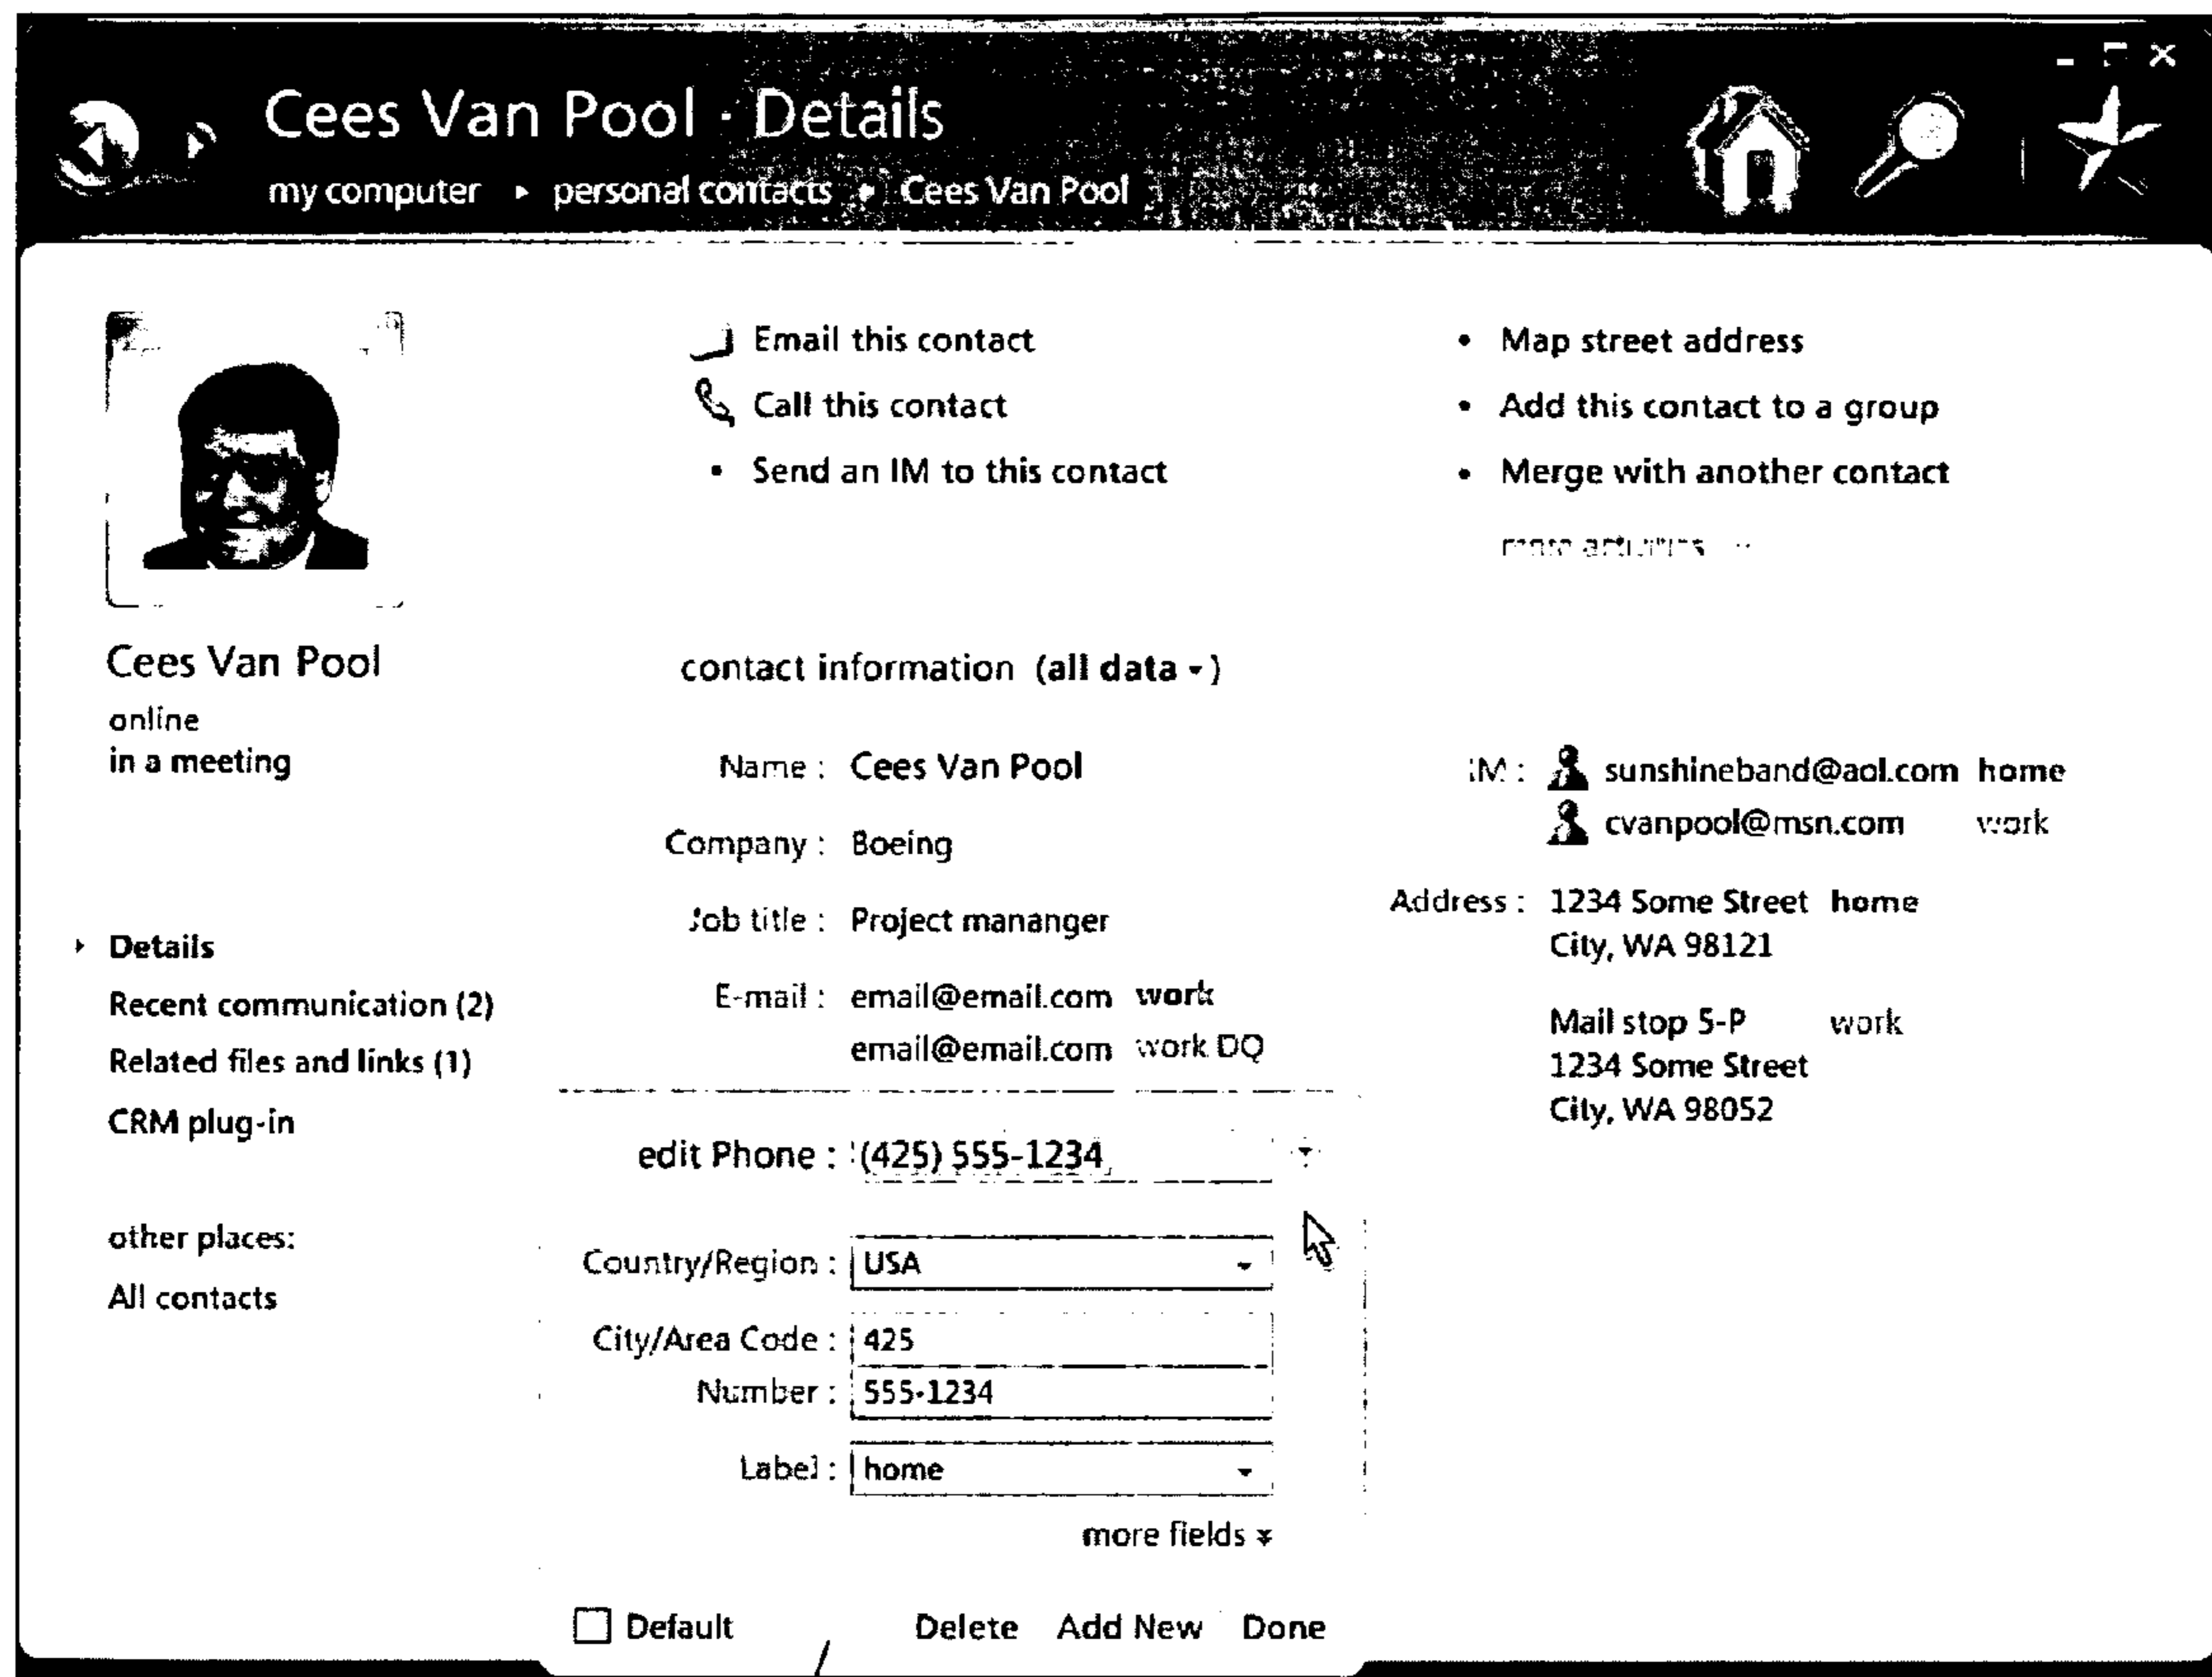 Cees Van Pool · Details
my computer ▸ personal contacts ▸ Cees Van Pool
Email this contact
Call this contact
• Send an IM to this contact
• Map street address
• Add this contact to a group
• Merge with another contact
more activities
Cees Van Pool
online
in a meeting
▸ Details
Recent communication (2)
Related files and links (1)
CRM plug-in
other places:
All contacts
contact information (all data ▾)
Name : Cees Van Pool
Company : Boeing
Job title : Project mananger
E-mail : email@email.com work
email@email.com work DQ
edit Phone : (425) 555-1234
Country/Region : USA
City/Area Code : 425
Number : 555-1234
Label : home
more fields
Default Delete Add New Done
IM : sunshineband@aol.com home
cvanpool@msn.com work
Address : 1234 Some Street home
City, WA 98121
Mail stop 5-P work
1234 Some Street
City, WA 98052